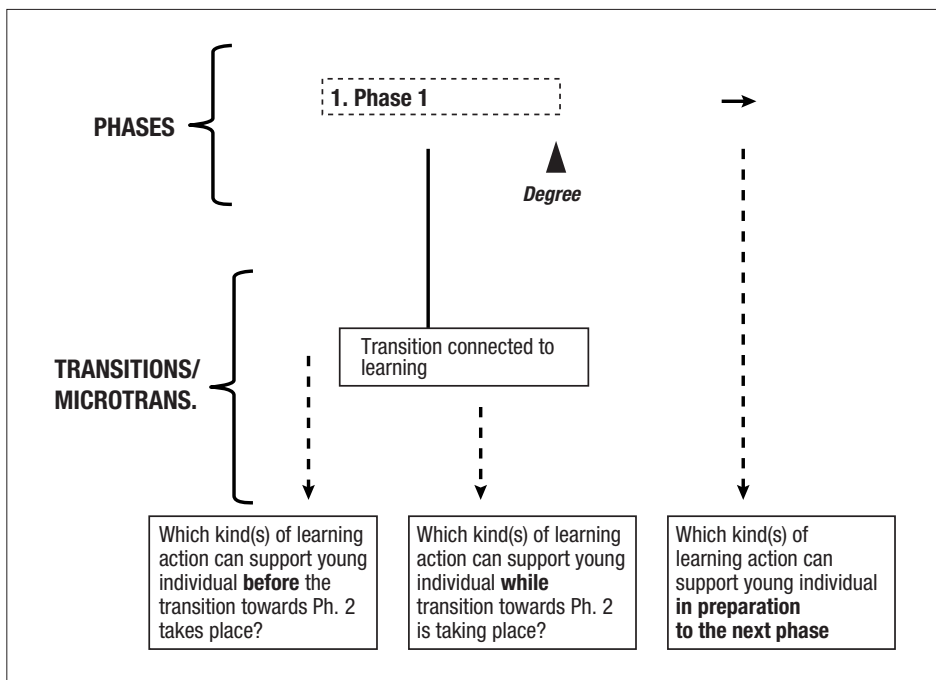 PHASES
1. Phase 1
Degree
TRANSITIONS/
MICROTRANS.
Transition connected to
learning
Which kind(s) of learning
action can support young
individual before the
transition towards Ph. 2
takes place?
Which kind(s) of learning
action can support young
individual while
transition towards Ph. 2
is taking place?
Which kind(s) of
learning action can
support young individual
in preparation
to the next phase